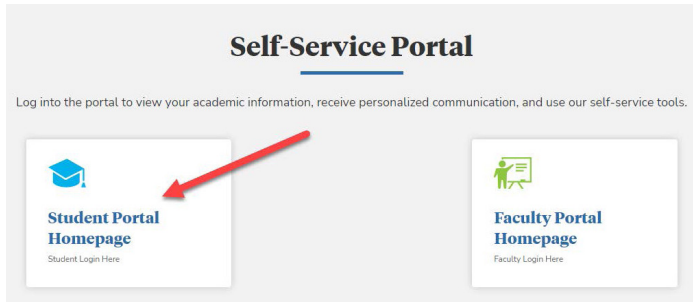 Self-Service Portal
Log into the portal to view your academic information, receive personalized communication, and use our self-service tools.
Student Portal
Homepage
Student Login Here
Faculty Portal
Homepage
Faculty Login Here